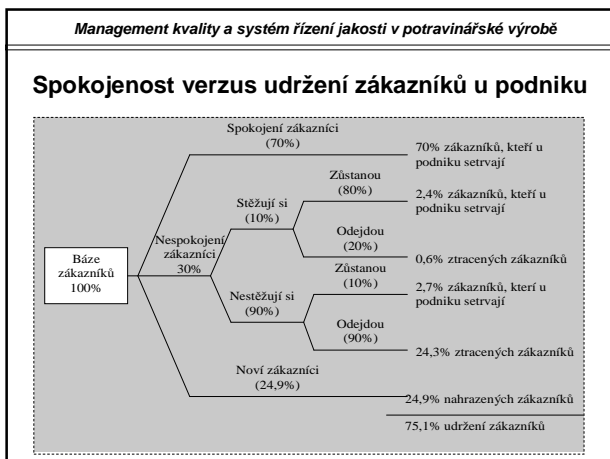 Management kvality a systém řízení jakosti v potravinářské výrobě
Spokojenost verzus udržení zákazníků u podniku
Spokojení zákazníci
(70%)
70% zákazníků, kteří u
podniku setrvají
Zůstanou
(80%)
2,4% zákazníků, kteří u
podniku setrvají
Stěžují si
(10%)
Odejdou
(20%)
0,6% ztracených zákazníků
Nespokojení
zákazníci
30%
Báze
zákazníků
100%
Zůstanou
(10%)
2,7% zákazníků, kterí u
podniku setrvají
Nestěžují si
(90%)
Odejdou
(90%)
24,3% ztracených zákazníků
Noví zákazníci
(24,9%)
24,9% nahrazených zákazníků
75,1% udržení zákazníků